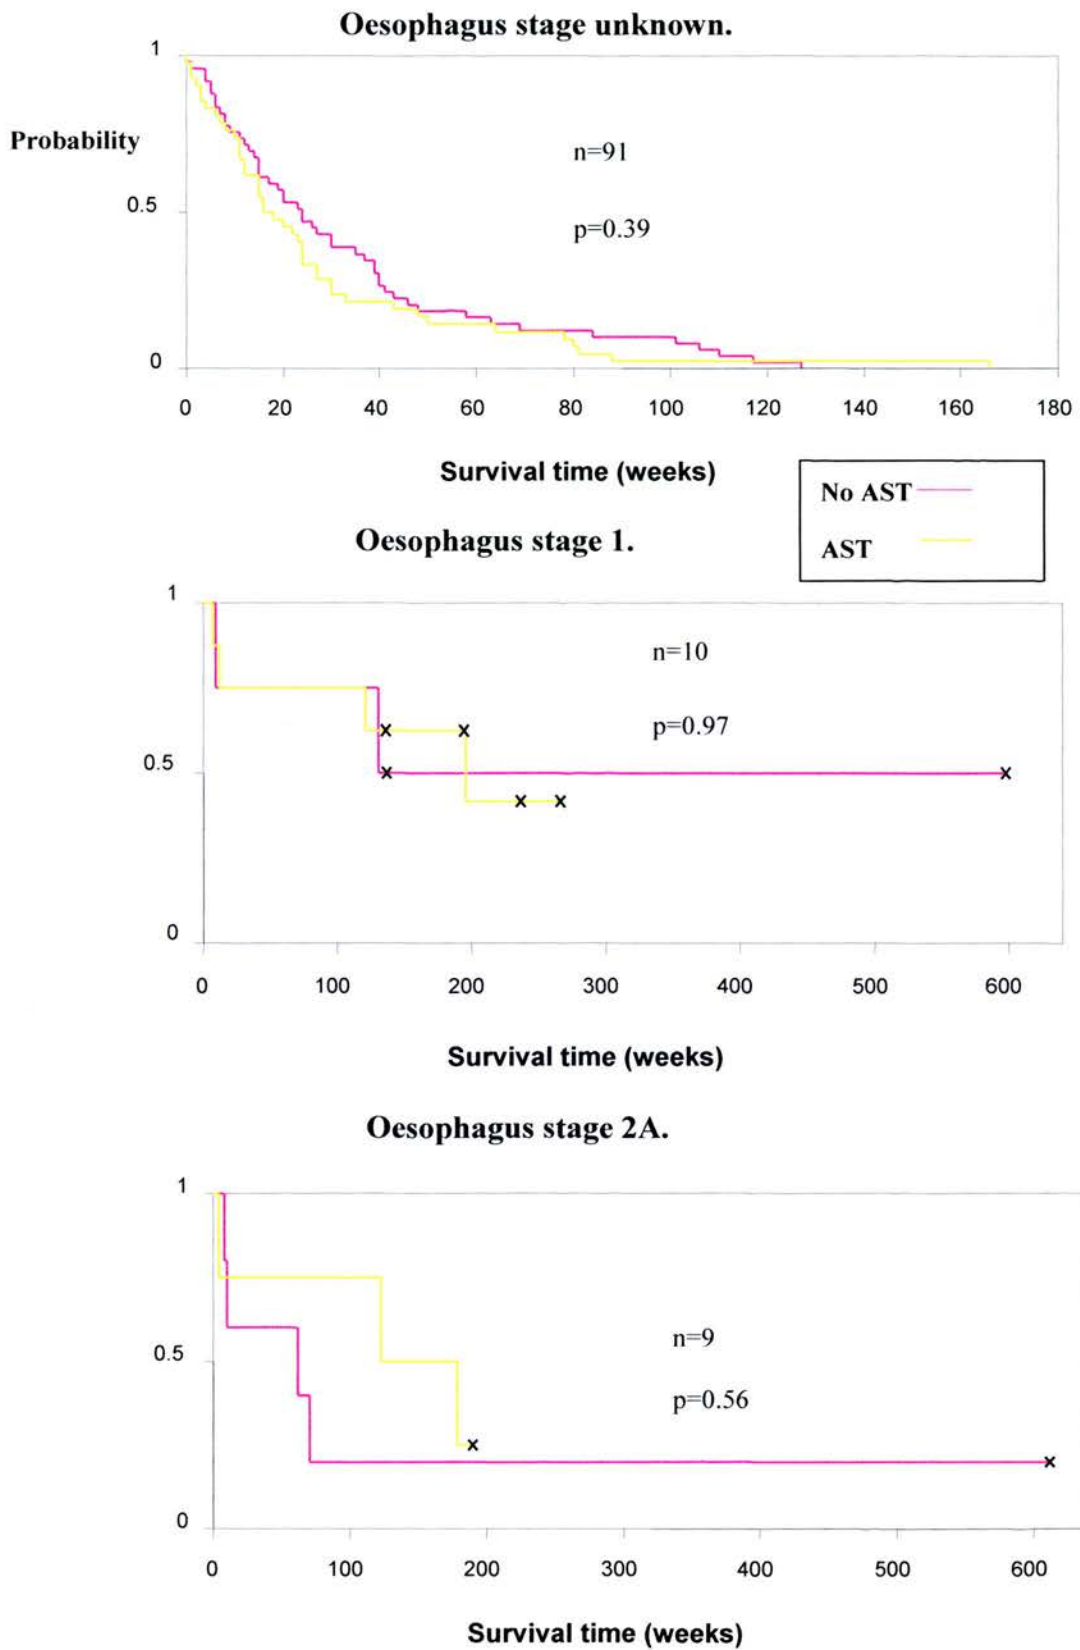 Oesophagus stage unknown.
1
Probability
n=91
0.5
p=0.39
0
0 20 40 60 80 100 120 140 160 180
Survival time (weeks)
No AST
AST
Oesophagus stage 1.
1
n=10
p=0.97
0.5
0
0 100 200 300 400 500 600
Survival time (weeks)
Oesophagus stage 2A.
1
n=9
0.5
p=0.56
0
0 100 200 300 400 500 600
Survival time (weeks)